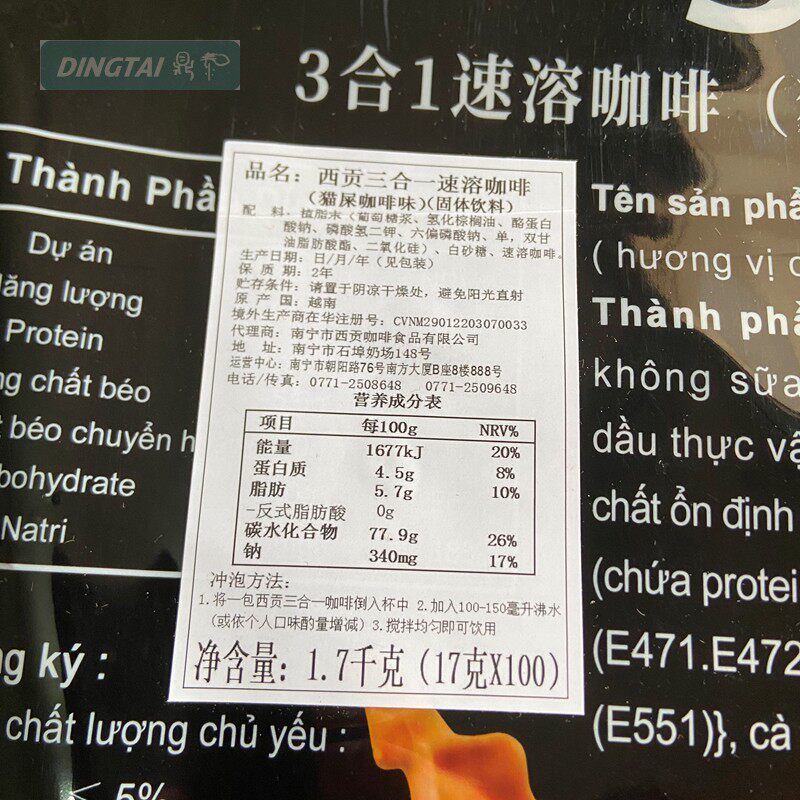 DINGTAI 鼎和
3合1速溶咖啡 (
Thành Phầ
Dự án
lăng lượng
Protein
ng chất béo
t béo chuyển h
bohydrate
Natri
ng ký :
chất lượng chủ yếu :
≤ 5%
品名: 西贡三合一速溶咖啡
(猫屎咖啡味)(固体饮料)
配 料: 植脂末(葡萄糖浆、氢化棕榈油、酪蛋白
酸钠、磷酸氢二钾、六偏磷酸钠、单,双甘
油脂肪酸酯、二氧化硅)、白砂糖、速溶咖啡。
生产日期: 日/月/年(见包装)
保 质 期: 2年
贮存条件: 请置于阴凉干燥处, 避免阳光直射
原 产 国: 越南
境外生产商在华注册号: CVNM29012203070033
代理商: 南宁市西贡咖啡食品有限公司
地 址: 南宁市石埠奶场148号
运营中心: 南宁市朝阳路76号南方大厦B座8楼888号
电话/传真: 0771-2508648 0771-2509648
营养成分表
项目 每100g NRV%
能量 1677kJ 20%
蛋白质 4.5g 8%
脂肪 5.7g 10%
-反式脂肪酸 0g
碳水化合物 77.9g 26%
钠 340mg 17%
冲泡方法:
1.将一包西贡三合一咖啡倒入杯中 2.加入100-150毫升沸水
(或依个人口味酌量增减) 3.搅拌均匀即可饮用
净含量: 1.7千克(17克X100)
Tên sản phẩ
( hương vị c
Thành phầ
không sữa
dầu thực vậ
chất ổn định
(chứa protei
(E471.E472
(E551)}, cà